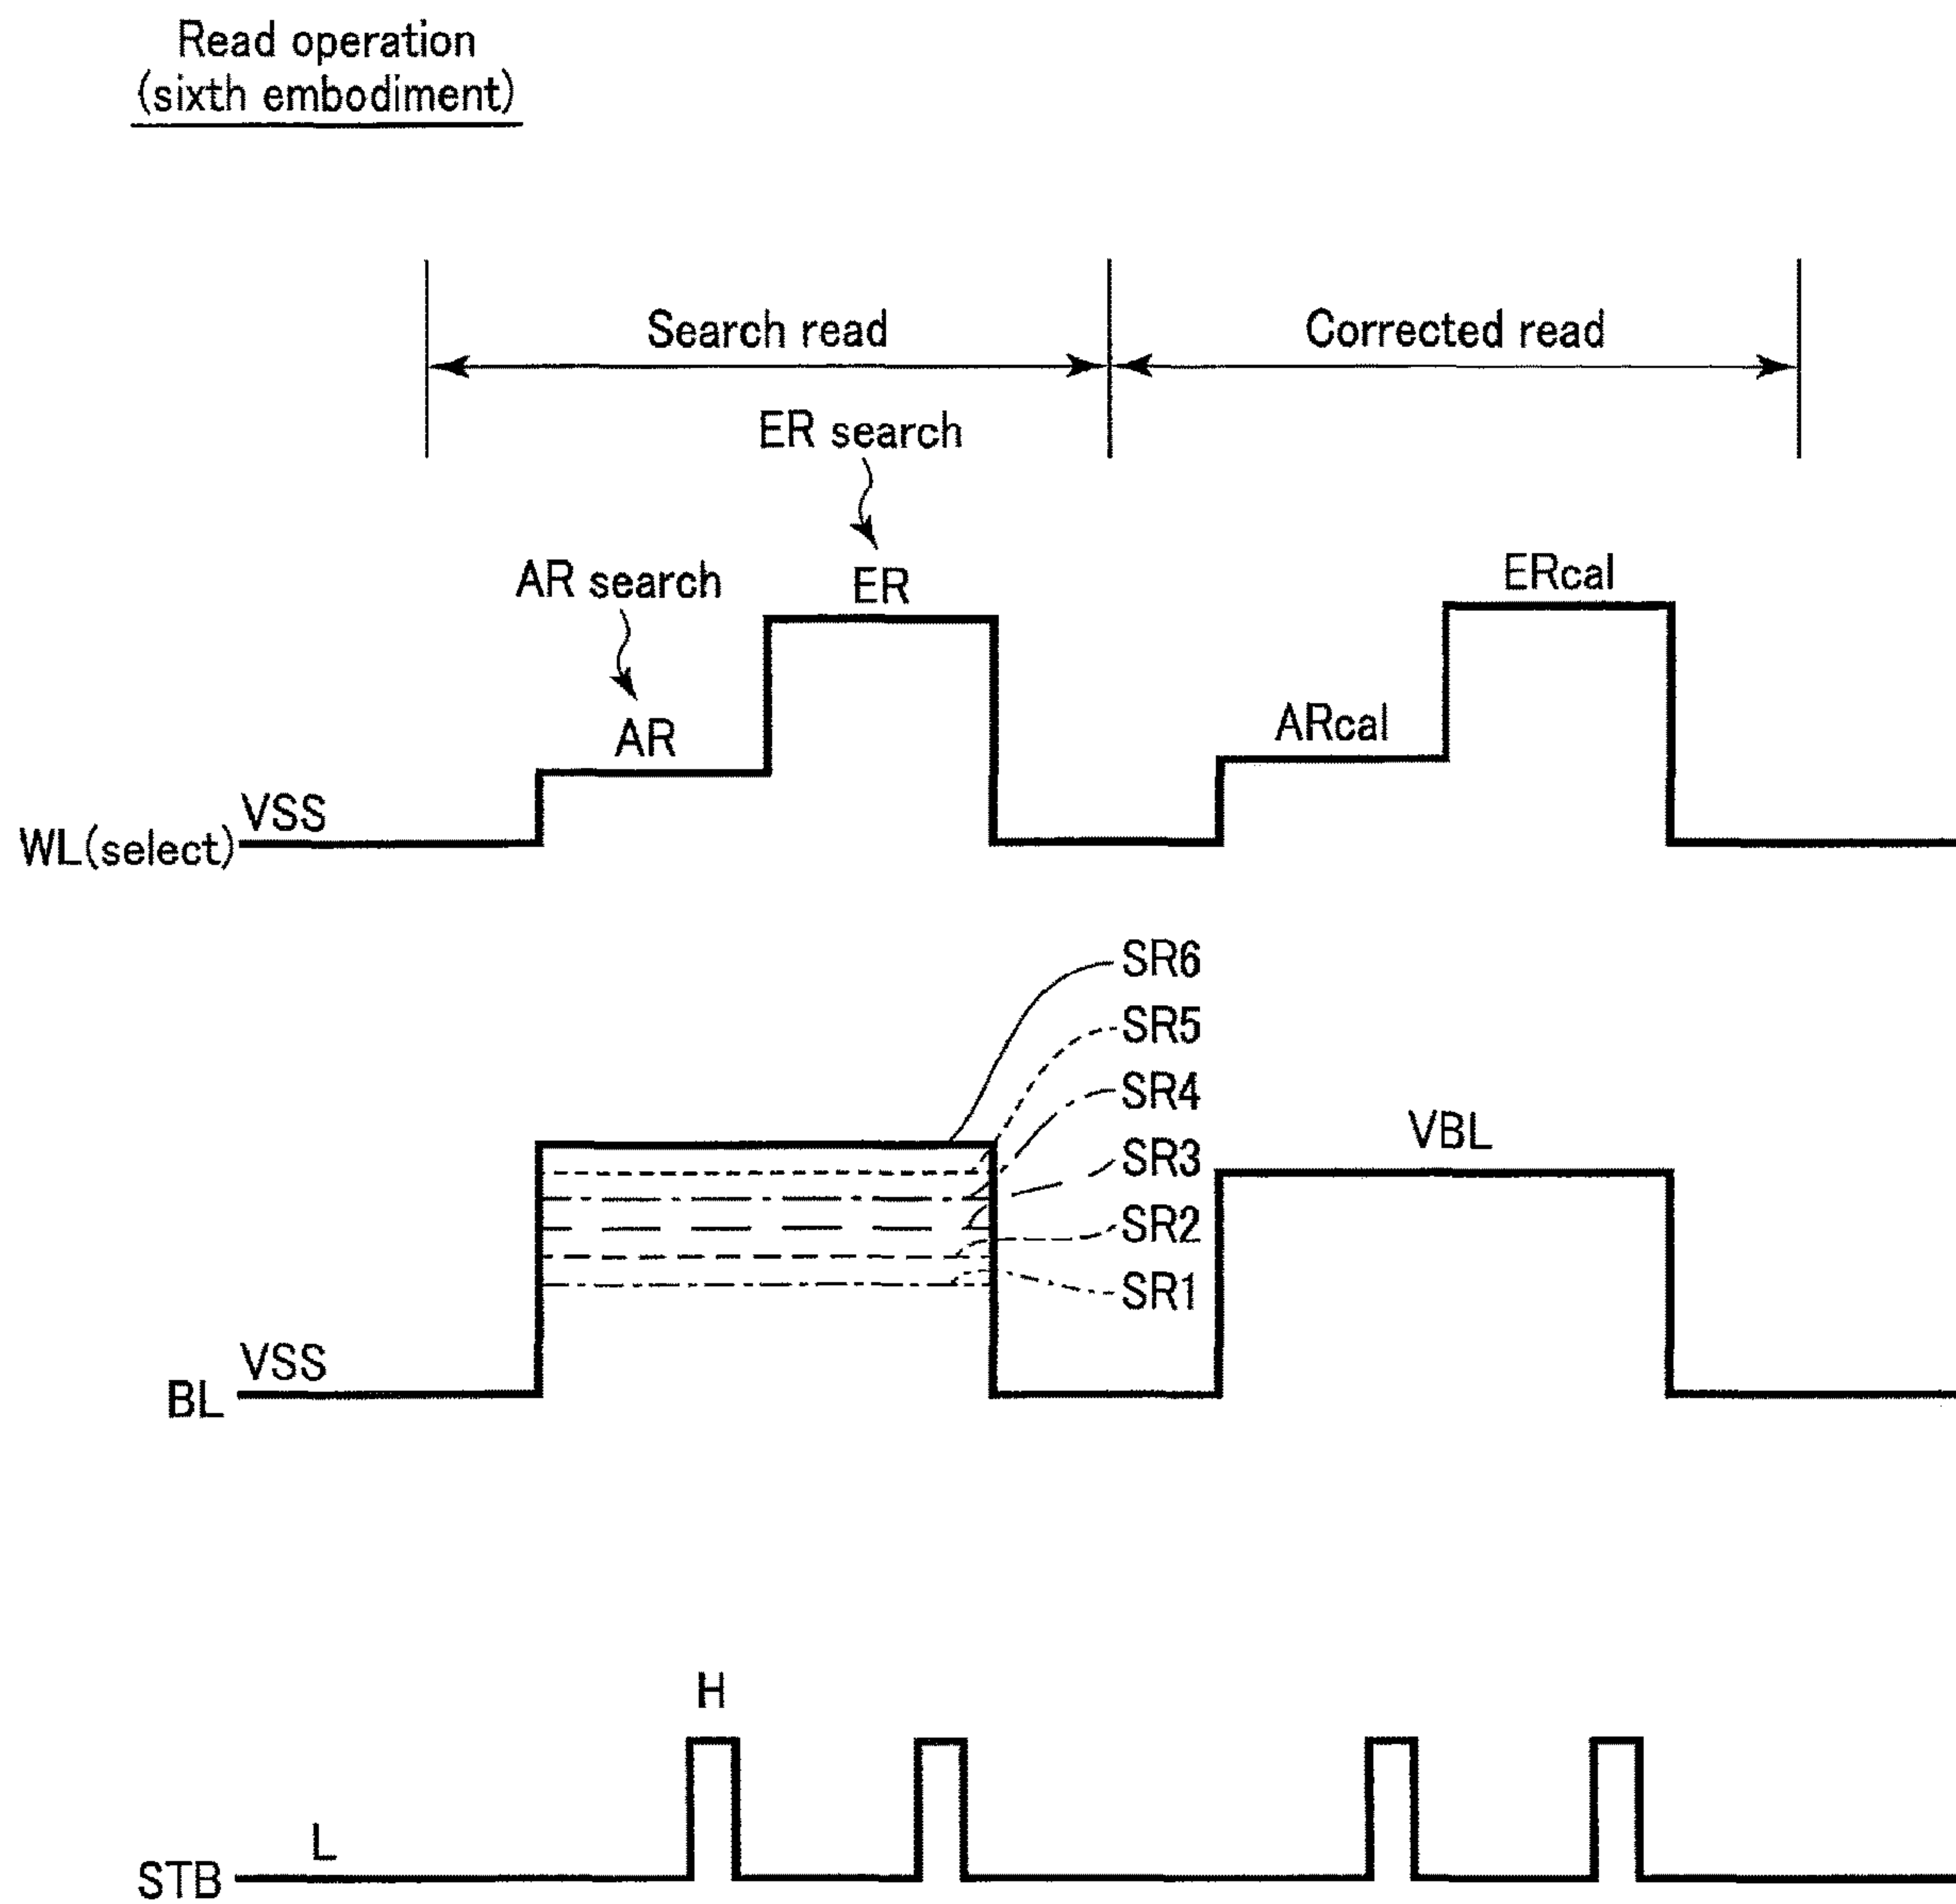 Read operation
(sixth embodiment)
Search read
Corrected read
ER search
AR search
ER
ERcal
AR
ARcal
VSS
WL(select)
SR6
SR5
SR4
SR3
SR2
SR1
VBL
VSS
BL
H
L
STB